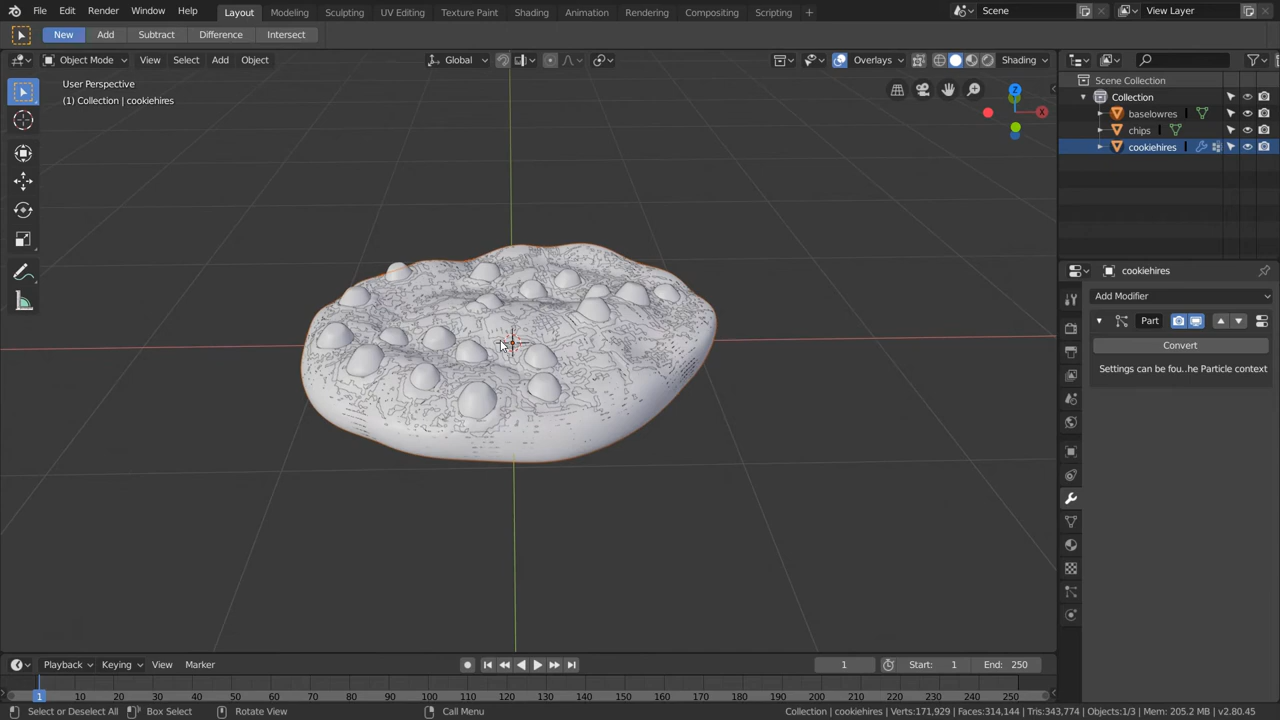 File Edit Render Window Help Layout Modeling Sculpting UV Editing Texture Paint Shading Animation Rendering Compositing Scripting + Scene View Layer
New Add Subtract Difference Intersect
Object Mode View Select Add Object Global Overlays Shading
User Perspective
(1) Collection | cookiehires
Z
X
Scene Collection
Collection
baselowres
chips
cookiehires
cookiehires
Add Modifier
Part
Convert
Settings can be fou..he Particle context
Playback Keying View Marker 1 Start: 1 End: 250
1 10 20 30 40 50 60 70 80 90 100 110 120 130 140 150 160 170 180 190 200 210 220 230 240 250
Select or Deselect All Box Select Rotate View Call Menu Collection | cookiehires | Verts:171,929 | Faces:314,144 | Tris:343,774 | Objects:1/3 | Mem: 205.2 MB | v2.80.45